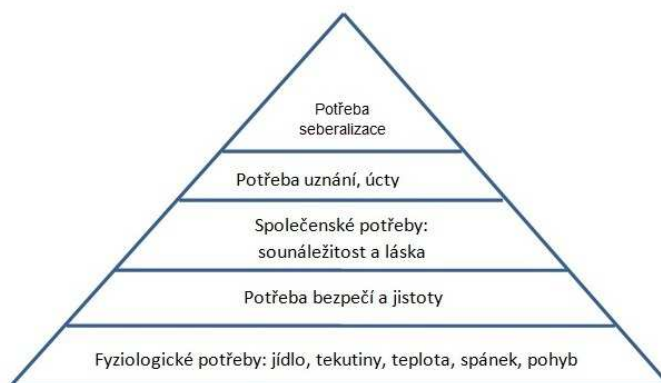 Potřeba
seberalizace
Potřeba uznání, úcty
Společenské potřeby:
sounáležitost a láska
Potřeba bezpečí a jistoty
Fyziologické potřeby: jídlo, tekutiny, teplota, spánek, pohyb